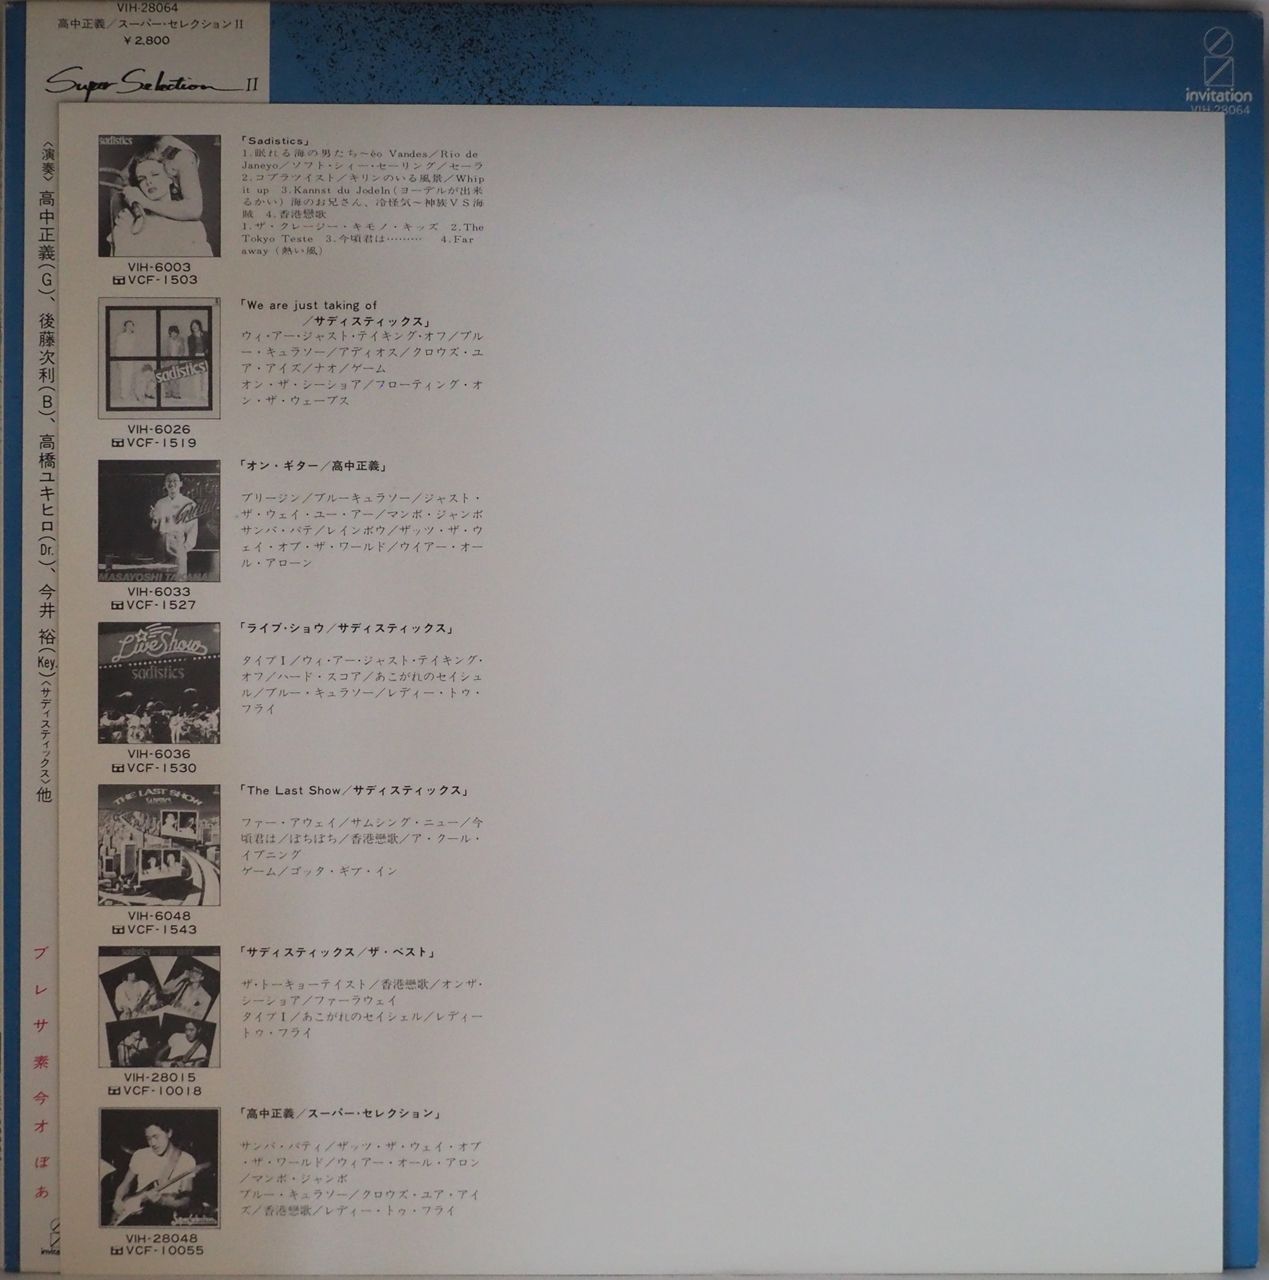 VIH-28064
高中正義／スーパー・セレクションⅡ
￥2,800
Super Selection II
invitation
VIH-28064
〈演奏〉高中正義(G)、後藤次利(B)、高橋ユキヒロ(Dr.)、今井 裕(Key.)〈サディスティックス〉他
ブレサ素今オぽあ
sadistics
「Sadistics」
1.眠れる海の男たち〜éo Vandes／Rio de
Janeyo／ソフト・シィー・セーリング／セーラ
2.コブラツイスト／キリンのいる風景／Whip
it up 3.Kannst du Jodeln(ヨーデルが出来
るかい) 海のお兄さん、冷怪気〜神族ＶＳ海
賊 4.香港戀歌
1.ザ・クレージー・キモノ・キッズ 2.The
Tokyo Teste 3.今頃君は……… 4.Far
away（熱い風）
VIH-6003
VCF-1503
「We are just taking of
／サディスティックス」
ウィ・アー・ジャスト・テイキング・オフ／ブル
ー・キュラソー／アディオス／クロウズ・ユ
ア・アイズ／ナオ／ゲーム
オン・ザ・シーショア／フローティング・オ
ン・ザ・ウェーブス
sadistics
VIH-6026
VCF-1519
「オン・ギター／高中正義」
ブリージン／ブルーキュラソー／ジャスト・
ザ・ウェイ・ユー・アー／マンボ・ジャンボ
サンバ・パテ／レインボウ／ザッツ・ザ・ウ
ェイ・オブ・ザ・ワールド／ウイアー・オー
ル・アローン
MASAYOSHI TAKANAKA
VIH-6033
VCF-1527
「ライブ・ショウ／サディスティックス」
タイプⅠ／ウィ・アー・ジャスト・テイキング・
オフ／ハード・スコア／あこがれのセイシェ
ル／ブルー・キュラソー／レディー・トゥ・
フライ
Live Show
sadistics
VIH-6036
VCF-1530
「The Last Show／サディスティックス」
ファー・アウェイ／サムシング・ニュー／今
頃君は／ぽちぽち／香港戀歌／ア・クール・
イブニング
ゲーム／ゴッタ・ギブ・イン
THE LAST SHOW
VIH-6048
VCF-1543
「サディスティックス／ザ・ベスト」
ザ・トーキョーテイスト／香港戀歌／オンザ・
シーショア／ファーラウェイ
タイプⅠ／あこがれのセイシェル／レディー
トゥ・フライ
VIH-28015
VCF-10018
「高中正義／スーパー・セレクション」
サンバ・パティ／ザッツ・ザ・ウェイ・オブ
・ザ・ワールド／ウィアー・オール・アロン
／マンボ・ジャンボ
ブルー・キュラソー／クロウズ・ユア・アイ
ズ／香港戀歌／レディー・トゥ・フライ
Super Selection
VIH-28048
VCF-10055